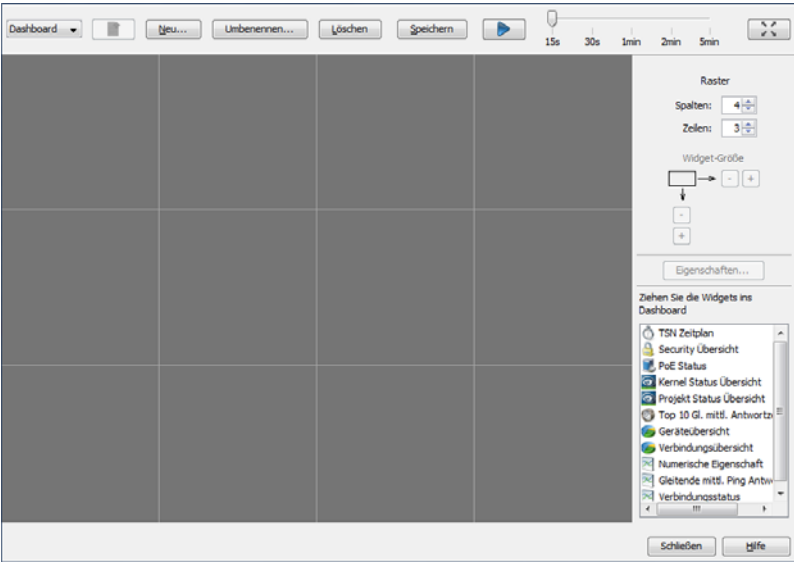 Dashboard Neu... Umbenennen... Löschen Speichern
15s 30s 1min 2min 5min
Raster
Spalten: 4
Zeilen: 3
Widget-Größe
- +
-
+
Eigenschaften...
Ziehen Sie die Widgets ins
Dashboard
TSN Zeitplan
Security Übersicht
PoE Status
Kernel Status Übersicht
Projekt Status Übersicht
Top 10 Gl. mittl. Antwortz
Geräteübersicht
Verbindungsübersicht
Numerische Eigenschaft
Gleitende mittl. Ping Antw
Verbindungsstatus
Schließen Hilfe